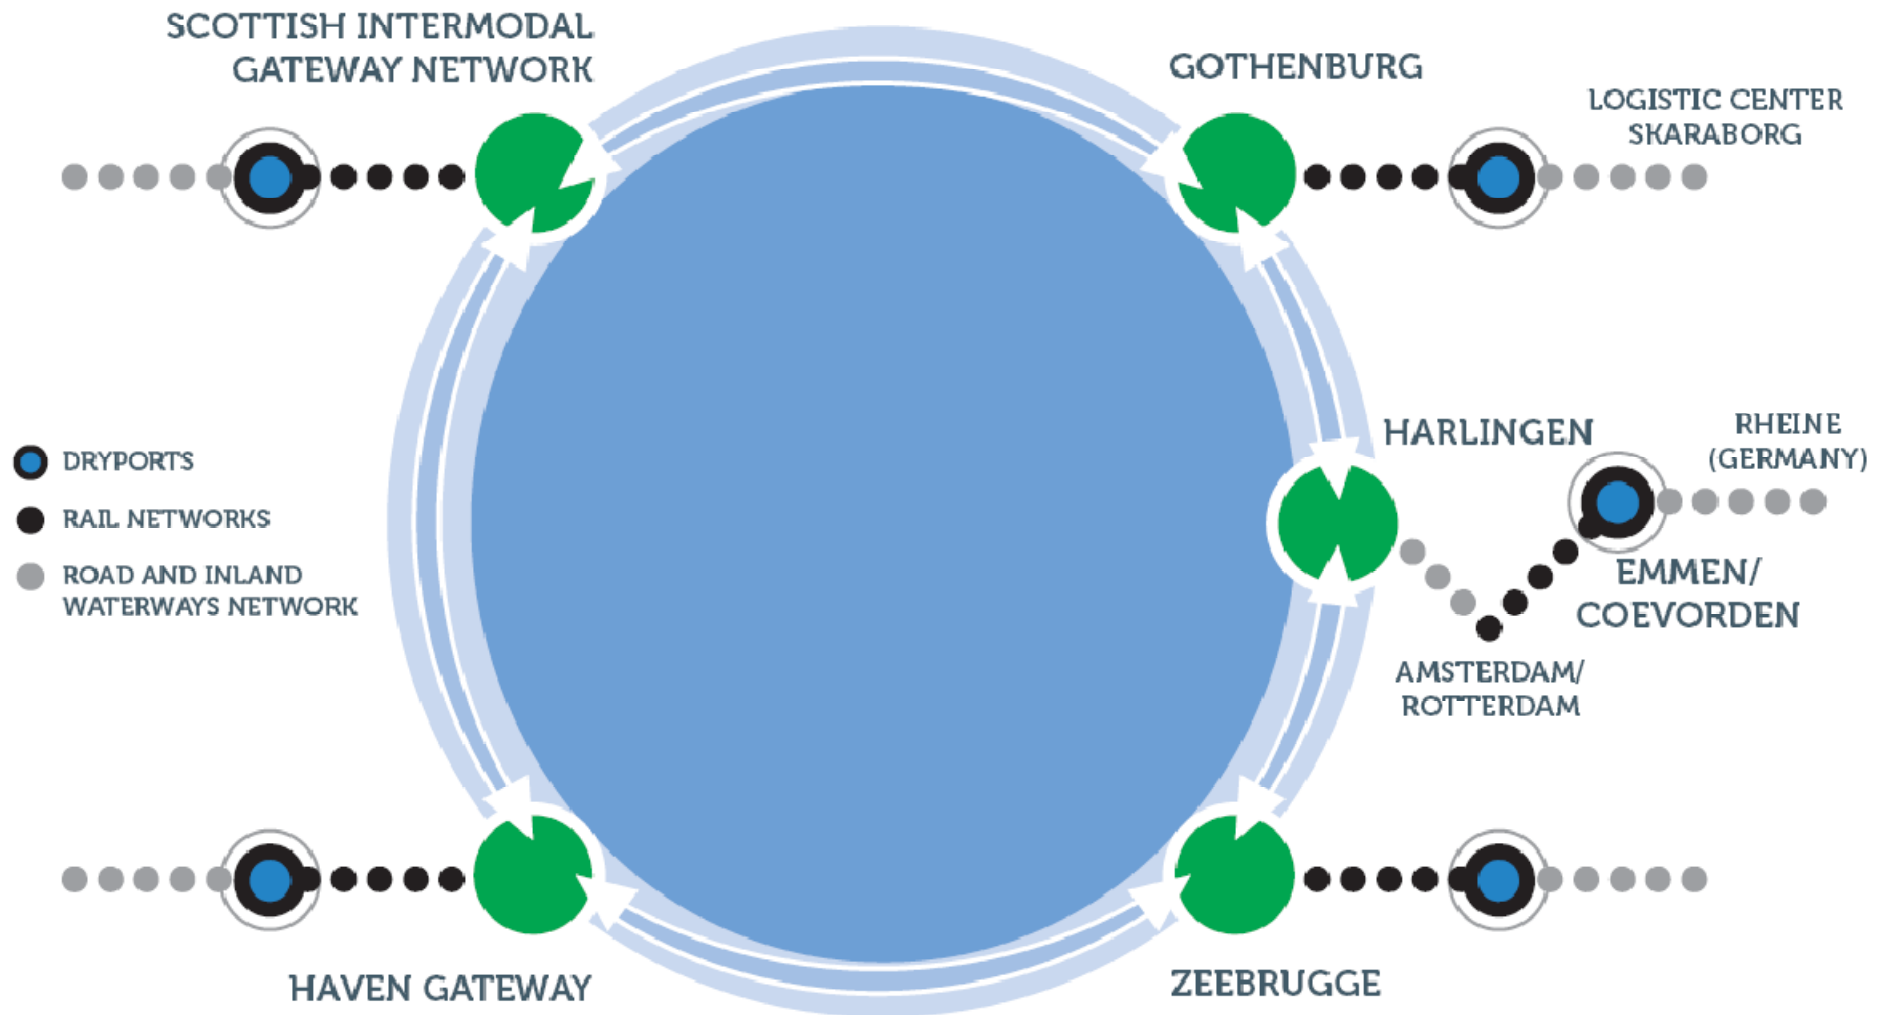 SCOTTISH INTERMODAL
GATEWAY NETWORK
GOTHENBURG
LOGISTIC CENTER
SKARABORG
HARLINGEN
RHEINE
(GERMANY)
DRYPORTS
RAIL NETWORKS
ROAD AND INLAND
WATERWAYS NETWORK
EMMEN/
COEVORDEN
AMSTERDAM/
ROTTERDAM
HAVEN GATEWAY
ZEEBRUGGE